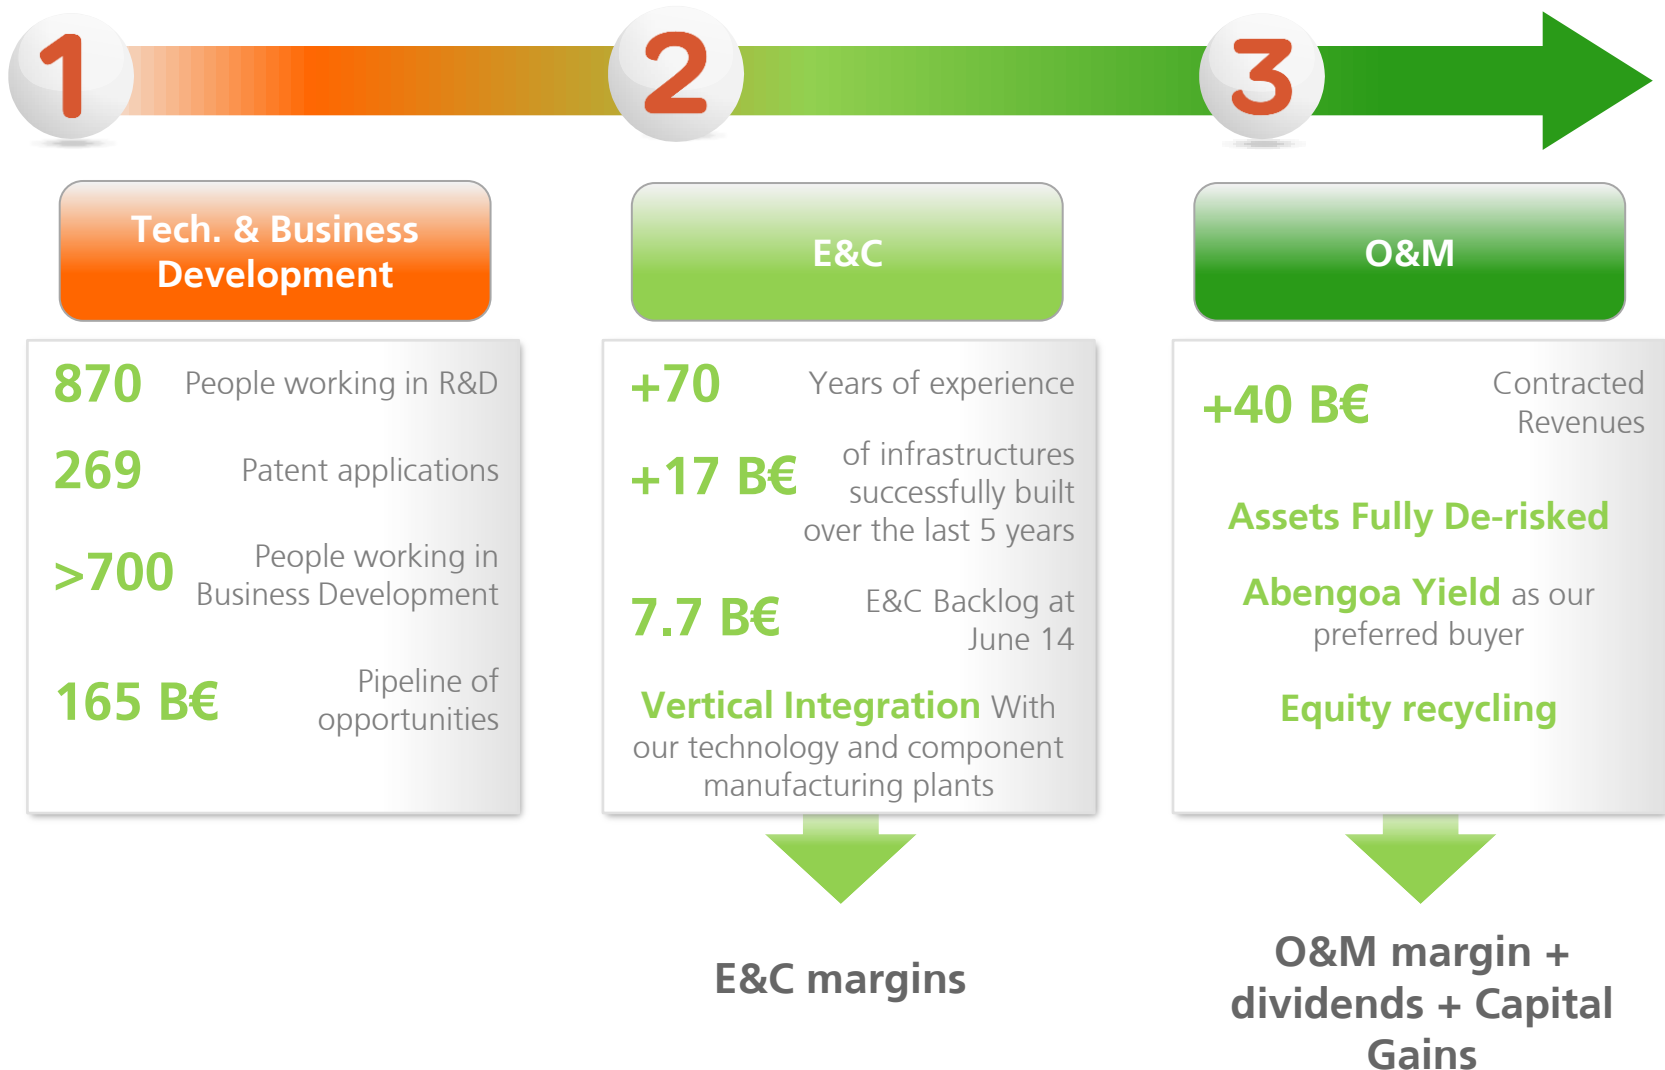 1
2
3
Tech. & Business
Development
870 People working in R&D
269 Patent applications
>700 People working in
Business Development
165 B€ Pipeline of
opportunities
E&C
+70 Years of experience
+17 B€ of infrastructures
successfully built
over the last 5 years
7.7 B€ E&C Backlog at
June 14
Vertical Integration With
our technology and component
manufacturing plants
E&C margins
O&M
+40 B€ Contracted
Revenues
Assets Fully De-risked
Abengoa Yield as our
preferred buyer
Equity recycling
O&M margin +
dividends + Capital
Gains